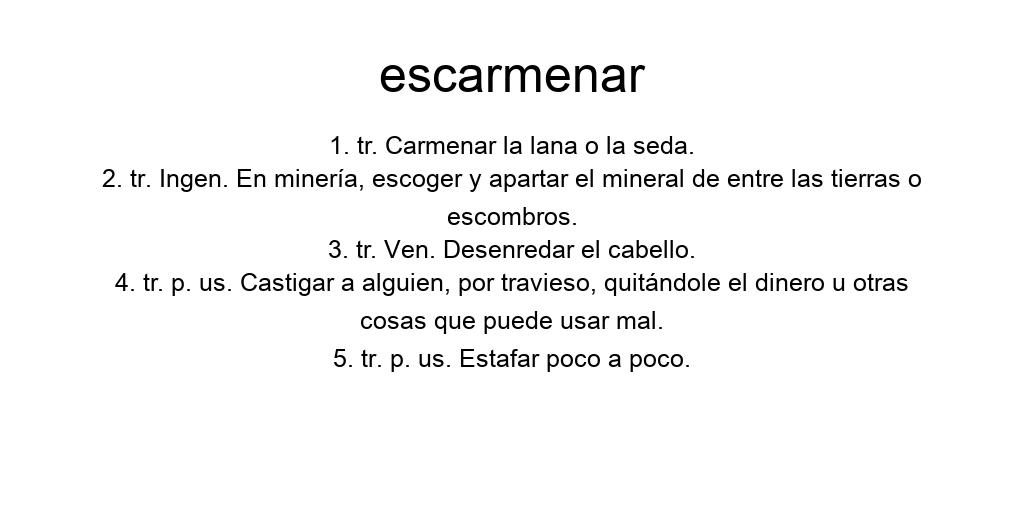 escarmenar
1. tr. Carmenar la lana o la seda.
2. tr. Ingen. En minería, escoger y apartar el mineral de entre las tierras o
escombros.
3. tr. Ven. Desenredar el cabello.
4. tr. p. us. Castigar a alguien, por travieso, quitándole el dinero u otras
cosas que puede usar mal.
5. tr. p. us. Estafar poco a poco.